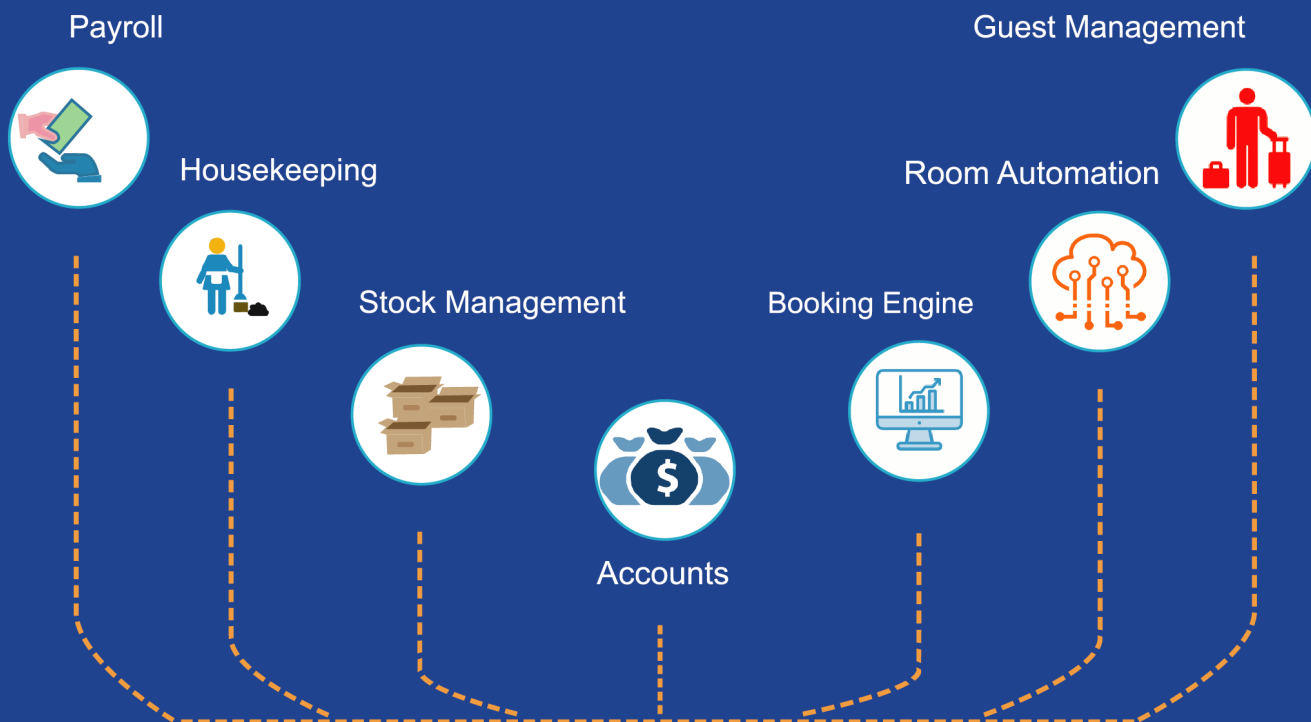 Payroll
Guest Management
Housekeeping
Room Automation
Stock Management
Booking Engine
$
Accounts